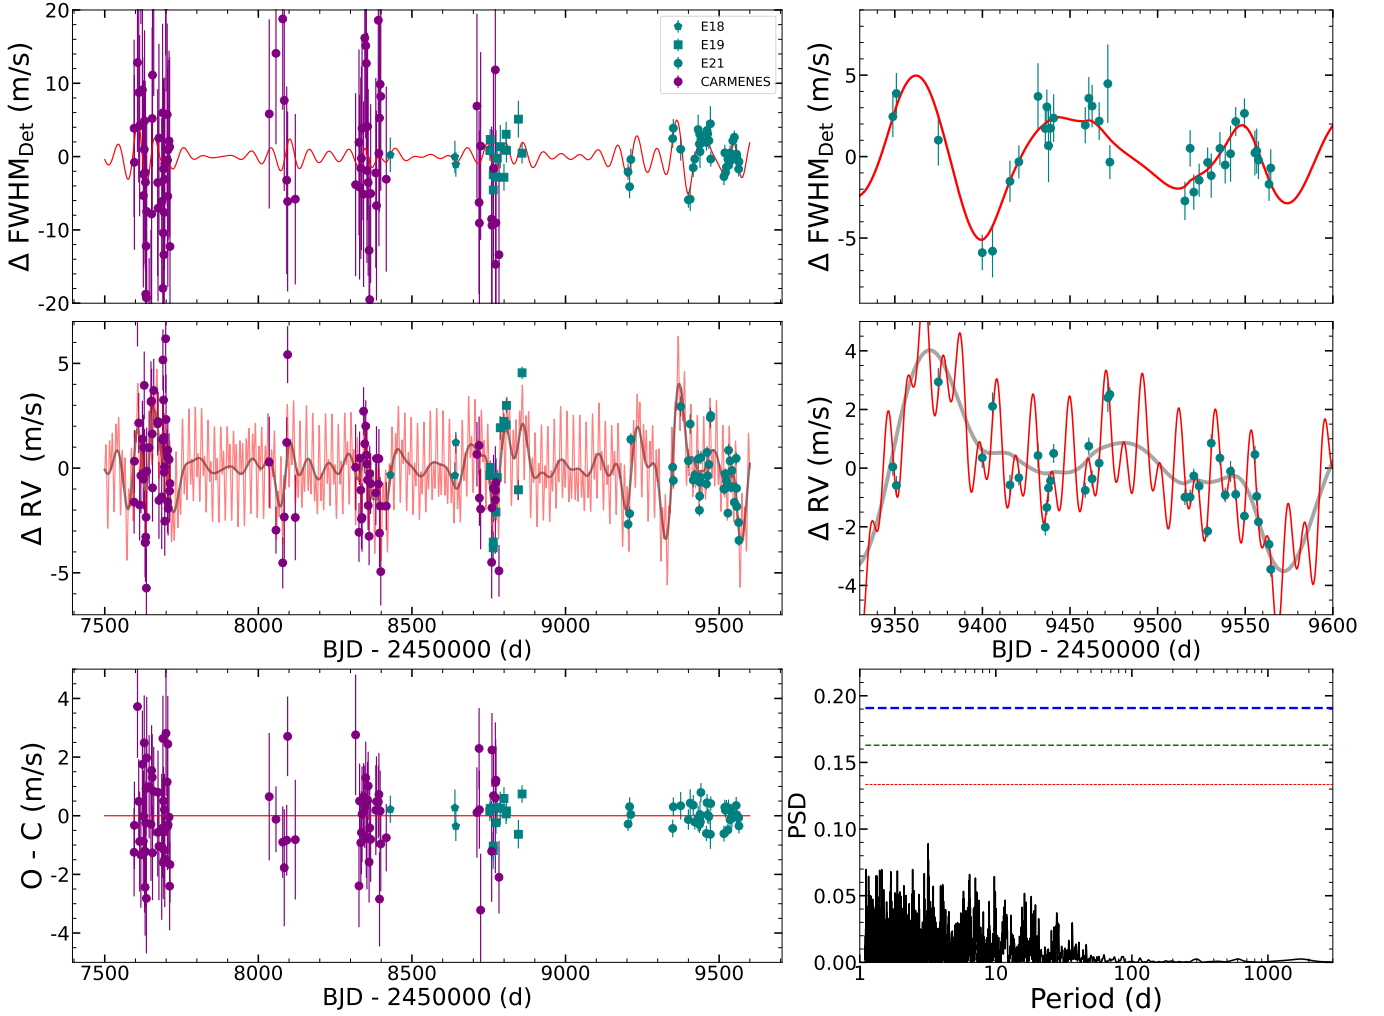 Δ FWHM_Det (m/s)
20
10
0
-10
-20
E18
E19
E21
CARMENES
Δ FWHM_Det (m/s)
5
0
-5
Δ RV (m/s)
5
0
-5
7500 8000 8500 9000 9500
BJD - 2450000 (d)
Δ RV (m/s)
4
2
0
-2
-4
9350 9400 9450 9500 9550 9600
BJD - 2450000 (d)
O - C (m/s)
4
2
0
-2
-4
7500 8000 8500 9000 9500
BJD - 2450000 (d)
PSD
0.20
0.15
0.10
0.05
0.00
1 10 100 1000
Period (d)